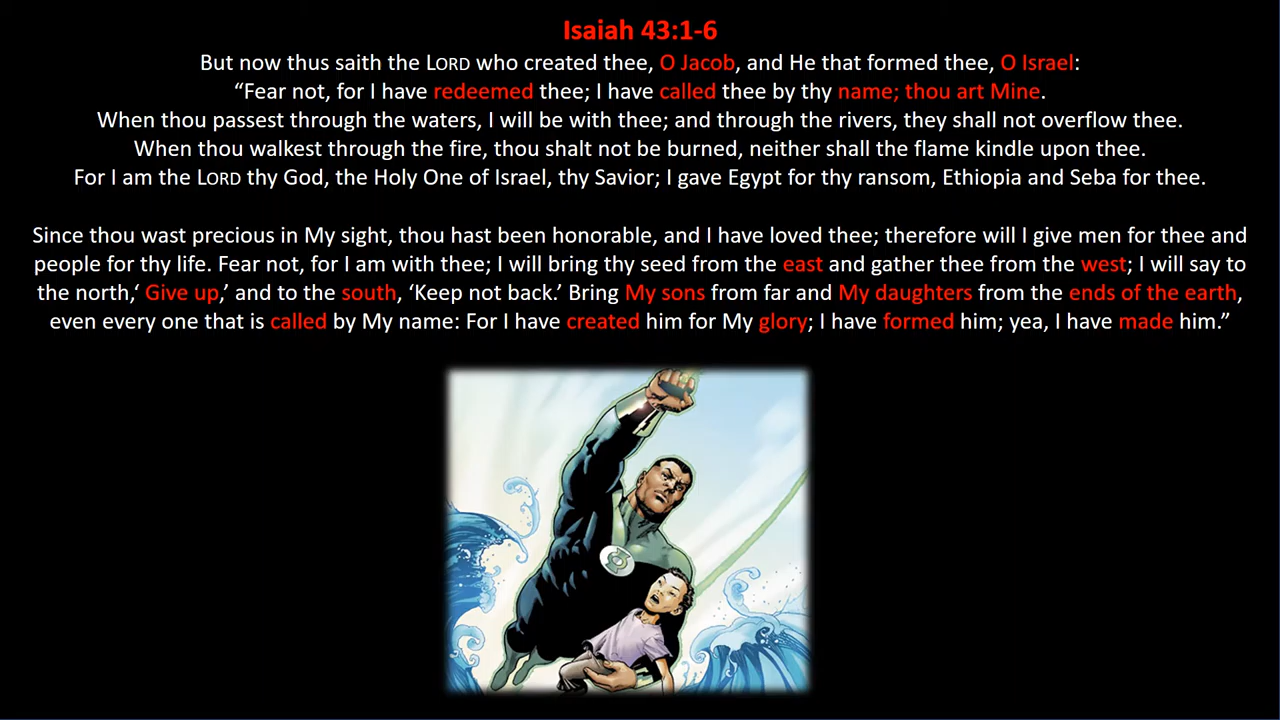 Isaiah 43:1-6
But now thus saith the LORD who created thee, O Jacob, and He that formed thee, O Israel:
“Fear not, for I have redeemed thee; I have called thee by thy name; thou art Mine.
When thou passest through the waters, I will be with thee; and through the rivers, they shall not overflow thee.
When thou walkest through the fire, thou shalt not be burned, neither shall the flame kindle upon thee.
For I am the LORD thy God, the Holy One of Israel, thy Savior; I gave Egypt for thy ransom, Ethiopia and Seba for thee.
Since thou wast precious in My sight, thou hast been honorable, and I have loved thee; therefore will I give men for thee and
people for thy life. Fear not, for I am with thee; I will bring thy seed from the east and gather thee from the west; I will say to
the north,‘ Give up,’ and to the south, ‘Keep not back.’ Bring My sons from far and My daughters from the ends of the earth,
even every one that is called by My name: For I have created him for My glory; I have formed him; yea, I have made him.”